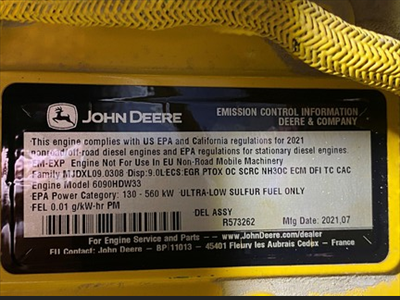 JOHN DEERE
EMISSION CONTROL INFORMATION
DEERE & COMPANY
This engine complies with US EPA and California regulations for 2021
nonroad/off-road diesel engines and EPA regulations for stationary diesel engines.
EM-EXP Engine Not For Use In EU Non-Road Mobile Machinery
Family MJDXL09.0308 Disp:9.0L ECS:EGR PTOX OC SCRC NH3OC ECM DFI TC CAC
Engine Model 6090HDW33
EPA Power Category: 130 - 560 kW ULTRA-LOW SULFUR FUEL ONLY
FEL 0.01 g/kW-hr PM
DEL ASSY
R573262
Mfg Date: 2021,07
For Engine Service and Parts - www.JohnDeere.com/dealer
EU Contact: John Deere - BP 11013 - 45401 Fleury les Aubrais Cedex - France